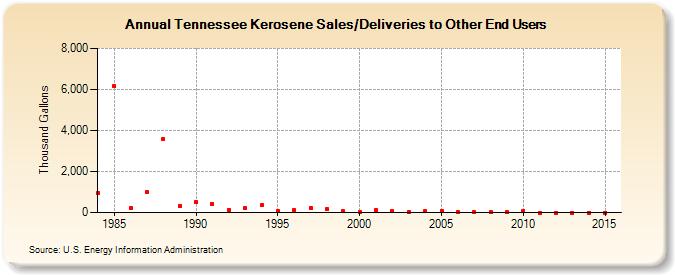 Annual Tennessee Kerosene Sales/Deliveries to Other End Users
Thousand Gallons
8,000
6,000
4,000
2,000
0
1985 1990 1995 2000 2005 2010 2015
Source: U.S. Energy Information Administration